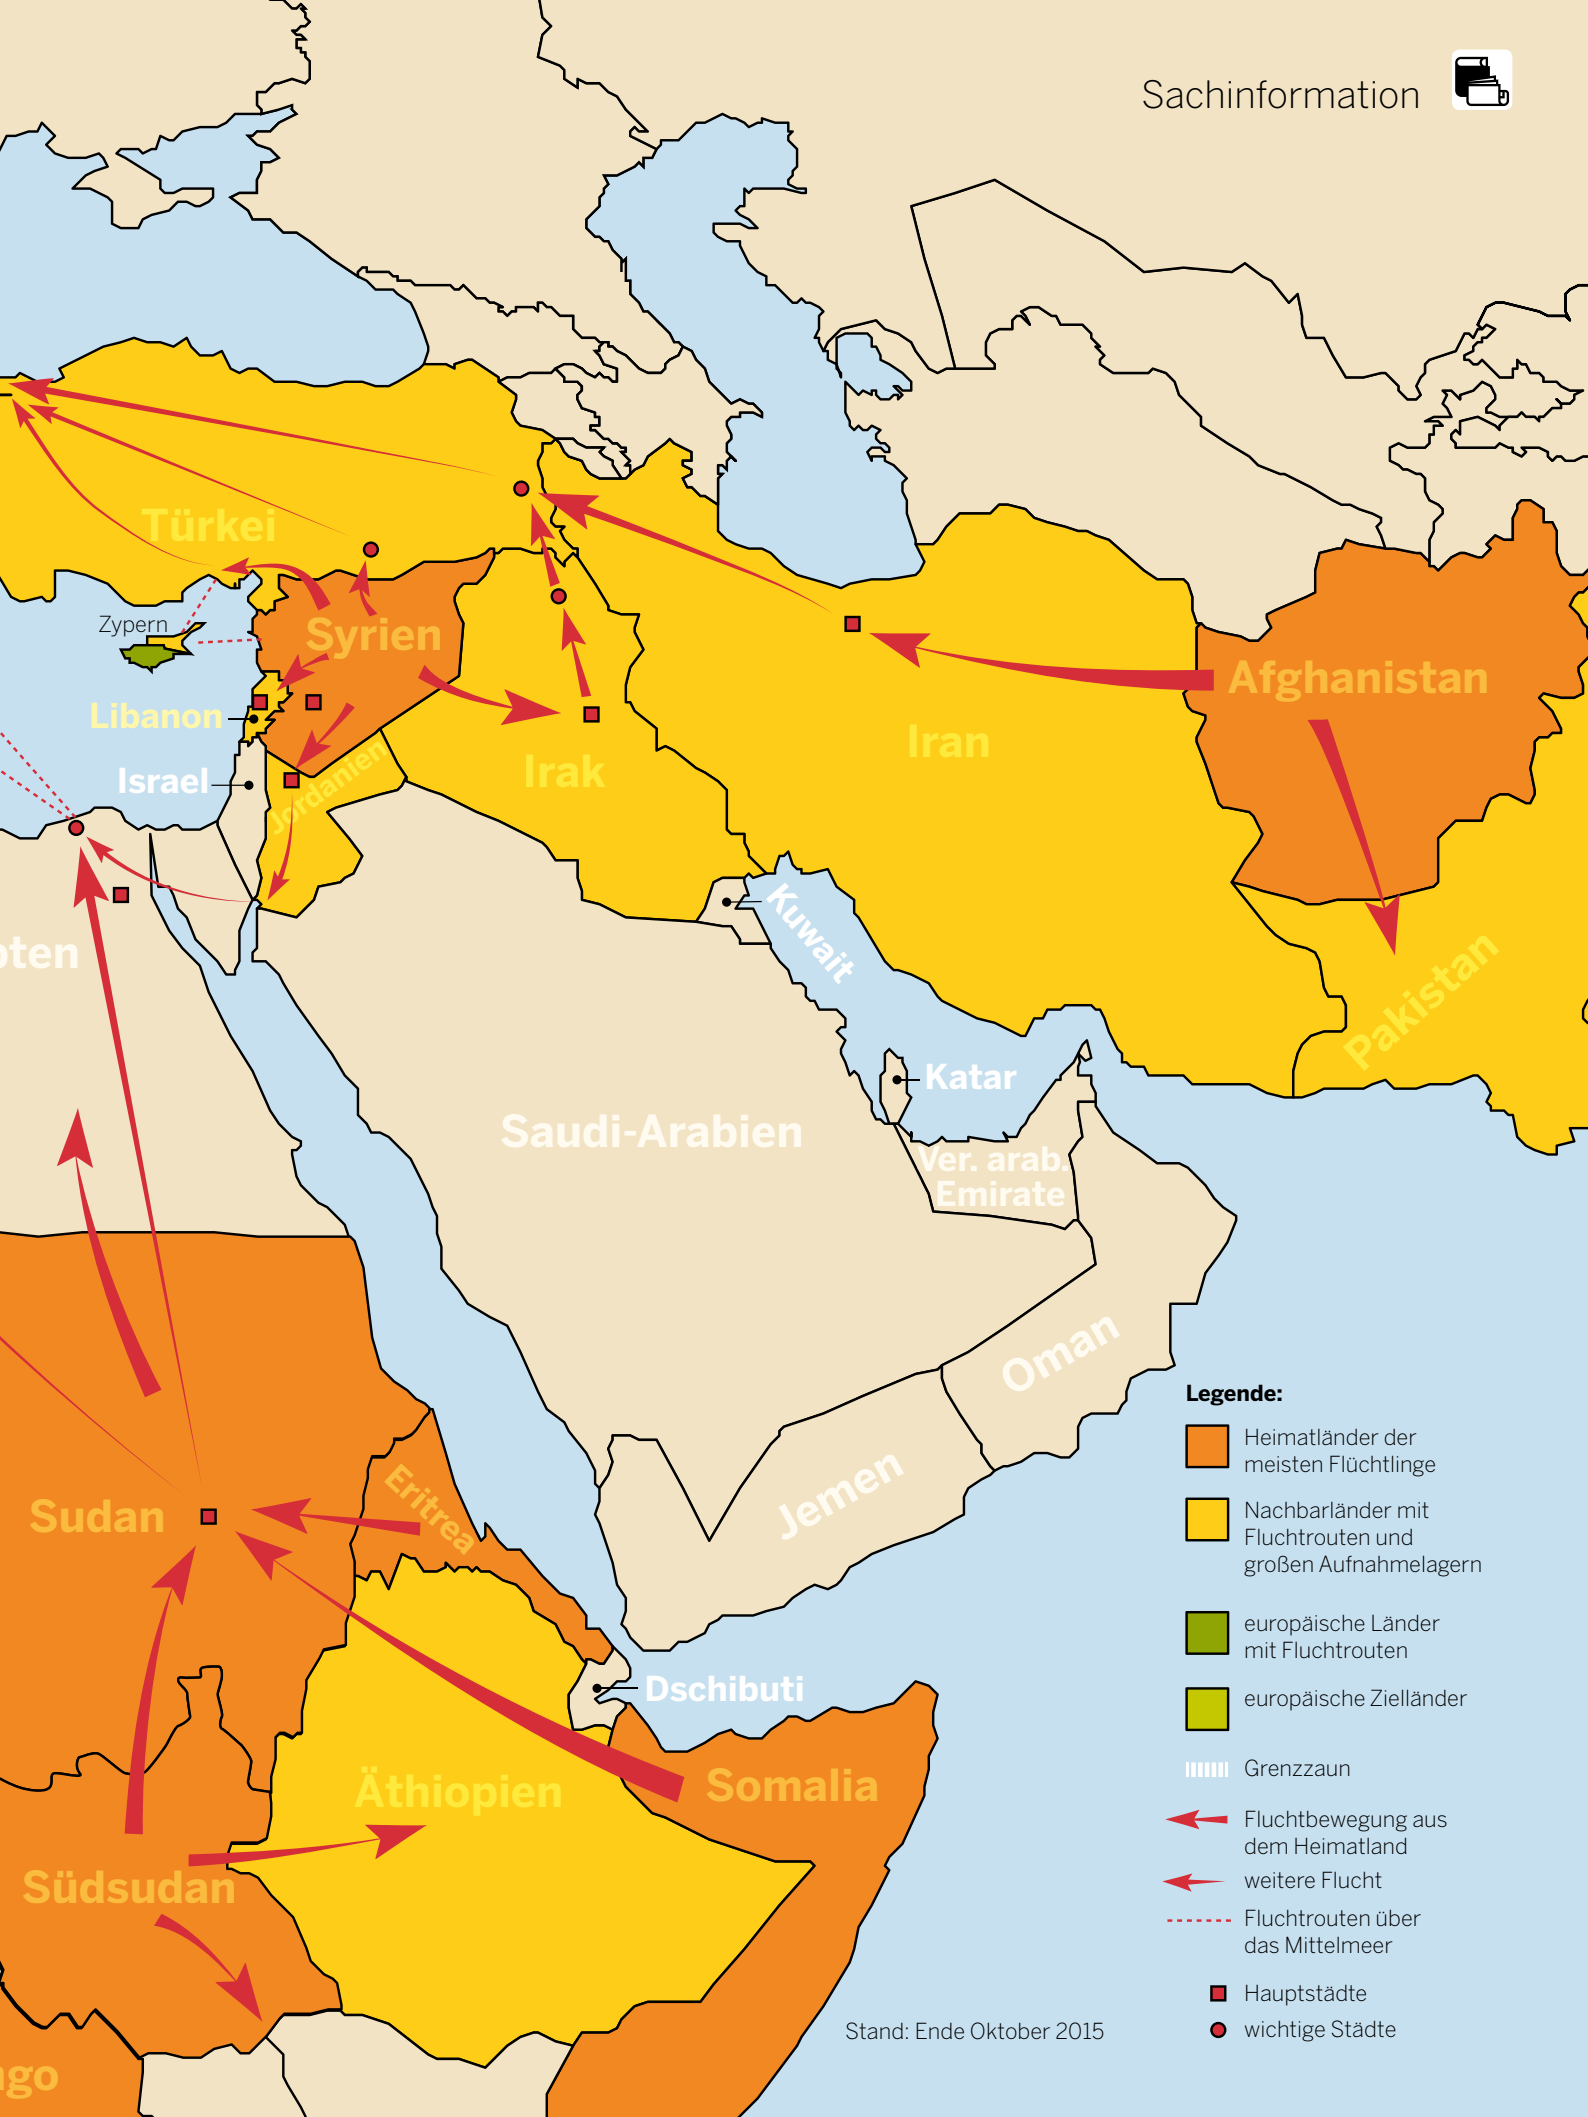 Sachinformation
Türkei
Zypern
Syrien
Libanon
Israel
Jordanien
Irak
Iran
Afghanistan
Pakistan
Kuwait
pten
Katar
Saudi-Arabien
Ver. arab.
Emirate
Oman
Jemen
Sudan
Eritrea
Dschibuti
Äthiopien
Somalia
Südsudan
ngo
Legende:
Heimatländer der
meisten Flüchtlinge
Nachbarländer mit
Fluchtrouten und
großen Aufnahmelagern
europäische Länder
mit Fluchtrouten
europäische Zielländer
Grenzzaun
Fluchtbewegung aus
dem Heimatland
weitere Flucht
Fluchtrouten über
das Mittelmeer
Hauptstädte
wichtige Städte
Stand: Ende Oktober 2015